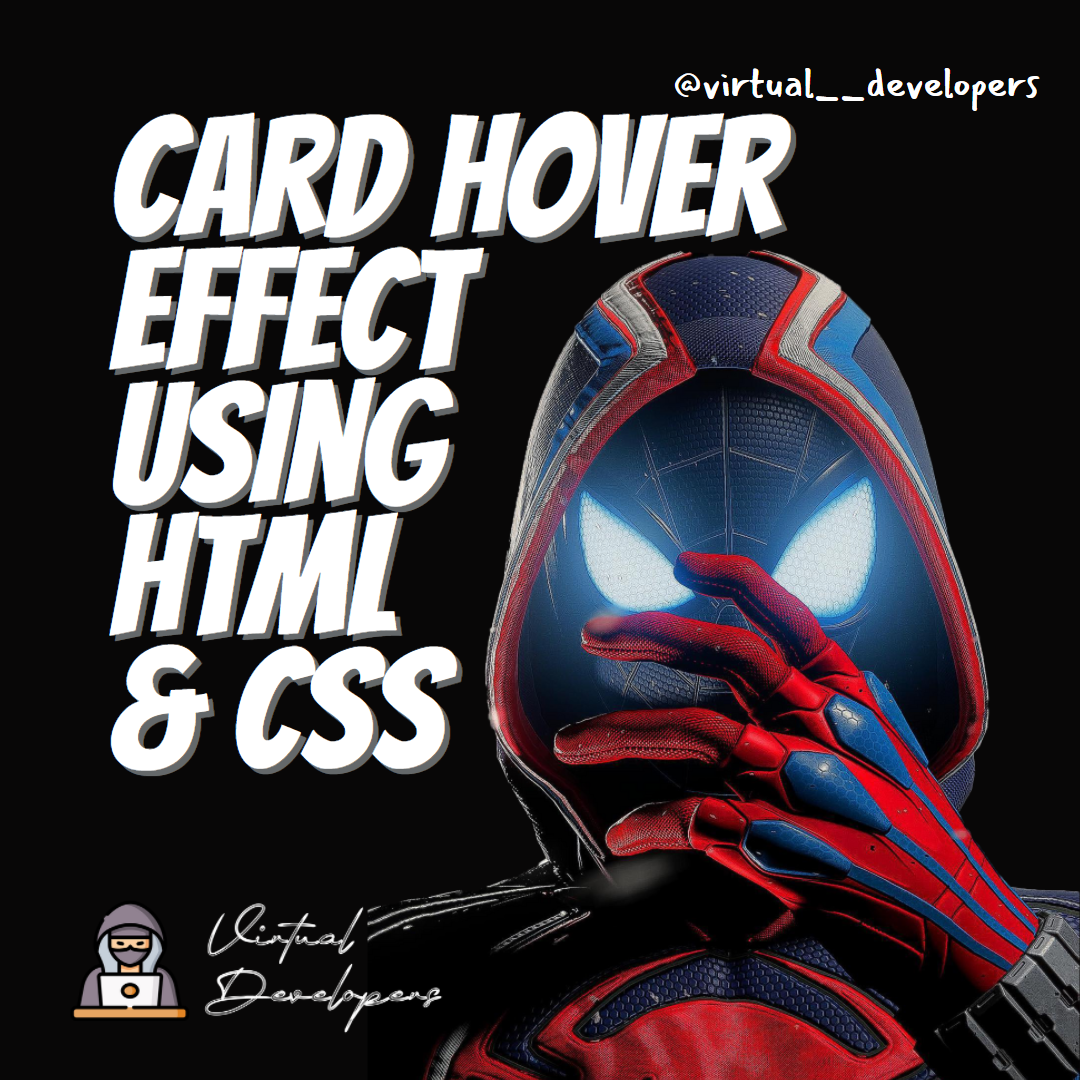 @virtual__developers
CARD HOVER
EFFECT
USING
HTML
& CSS
Virtual
Developers